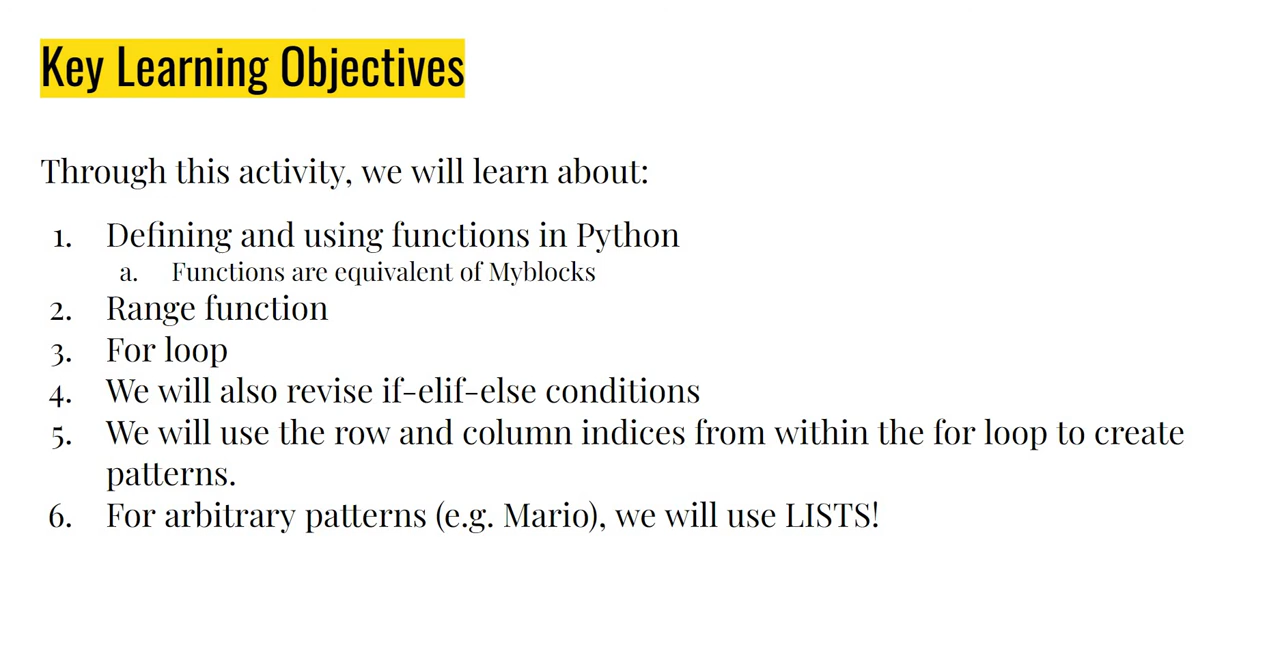 Key Learning Objectives
Through this activity, we will learn about:
1. Defining and using functions in Python
a. Functions are equivalent of Myblocks
2. Range function
3. For loop
4. We will also revise if-elif-else conditions
5. We will use the row and column indices from within the for loop to create
patterns.
6. For arbitrary patterns (e.g. Mario), we will use LISTS!